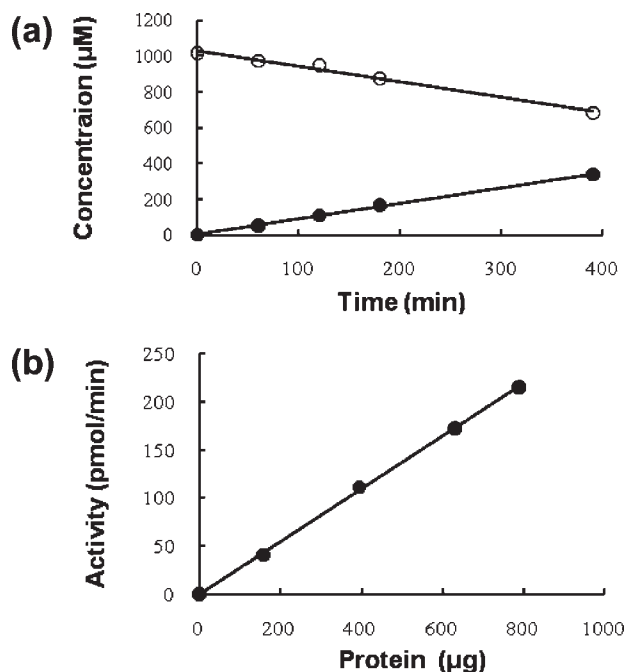 (a)
Concentraion (µM)
1200
1000
800
600
400
200
0
0 100 200 300 400
Time (min)
(b)
Activity (pmol/min)
250
200
150
100
50
0
0 200 400 600 800 1000
Protein (µg)